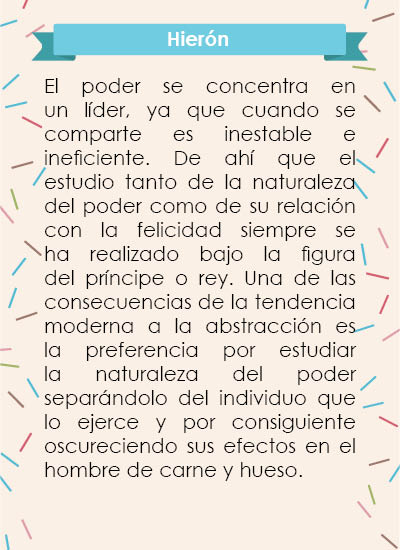 Hierón
El poder se concentra en
un líder, ya que cuando se
comparte es inestable e
ineficiente. De ahí que el
estudio tanto de la naturaleza
del poder como de su relación
con la felicidad siempre se
ha realizado bajo la figura
del príncipe o rey. Una de las
consecuencias de la tendencia
moderna a la abstracción es
la preferencia por estudiar
la naturaleza del poder
separándolo del individuo que
lo ejerce y por consiguiente
oscureciendo sus efectos en el
hombre de carne y hueso.